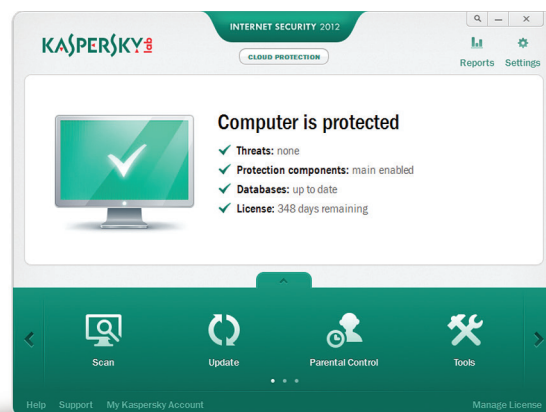 INTERNET SECURITY 2012
KASPERSKY lab
CLOUD PROTECTION
Reports Settings
Computer is protected
Threats: none
Protection components: main enabled
Databases: up to date
License: 348 days remaining
Scan Update Parental Control Tools
Help Support My Kaspersky Account Manage License